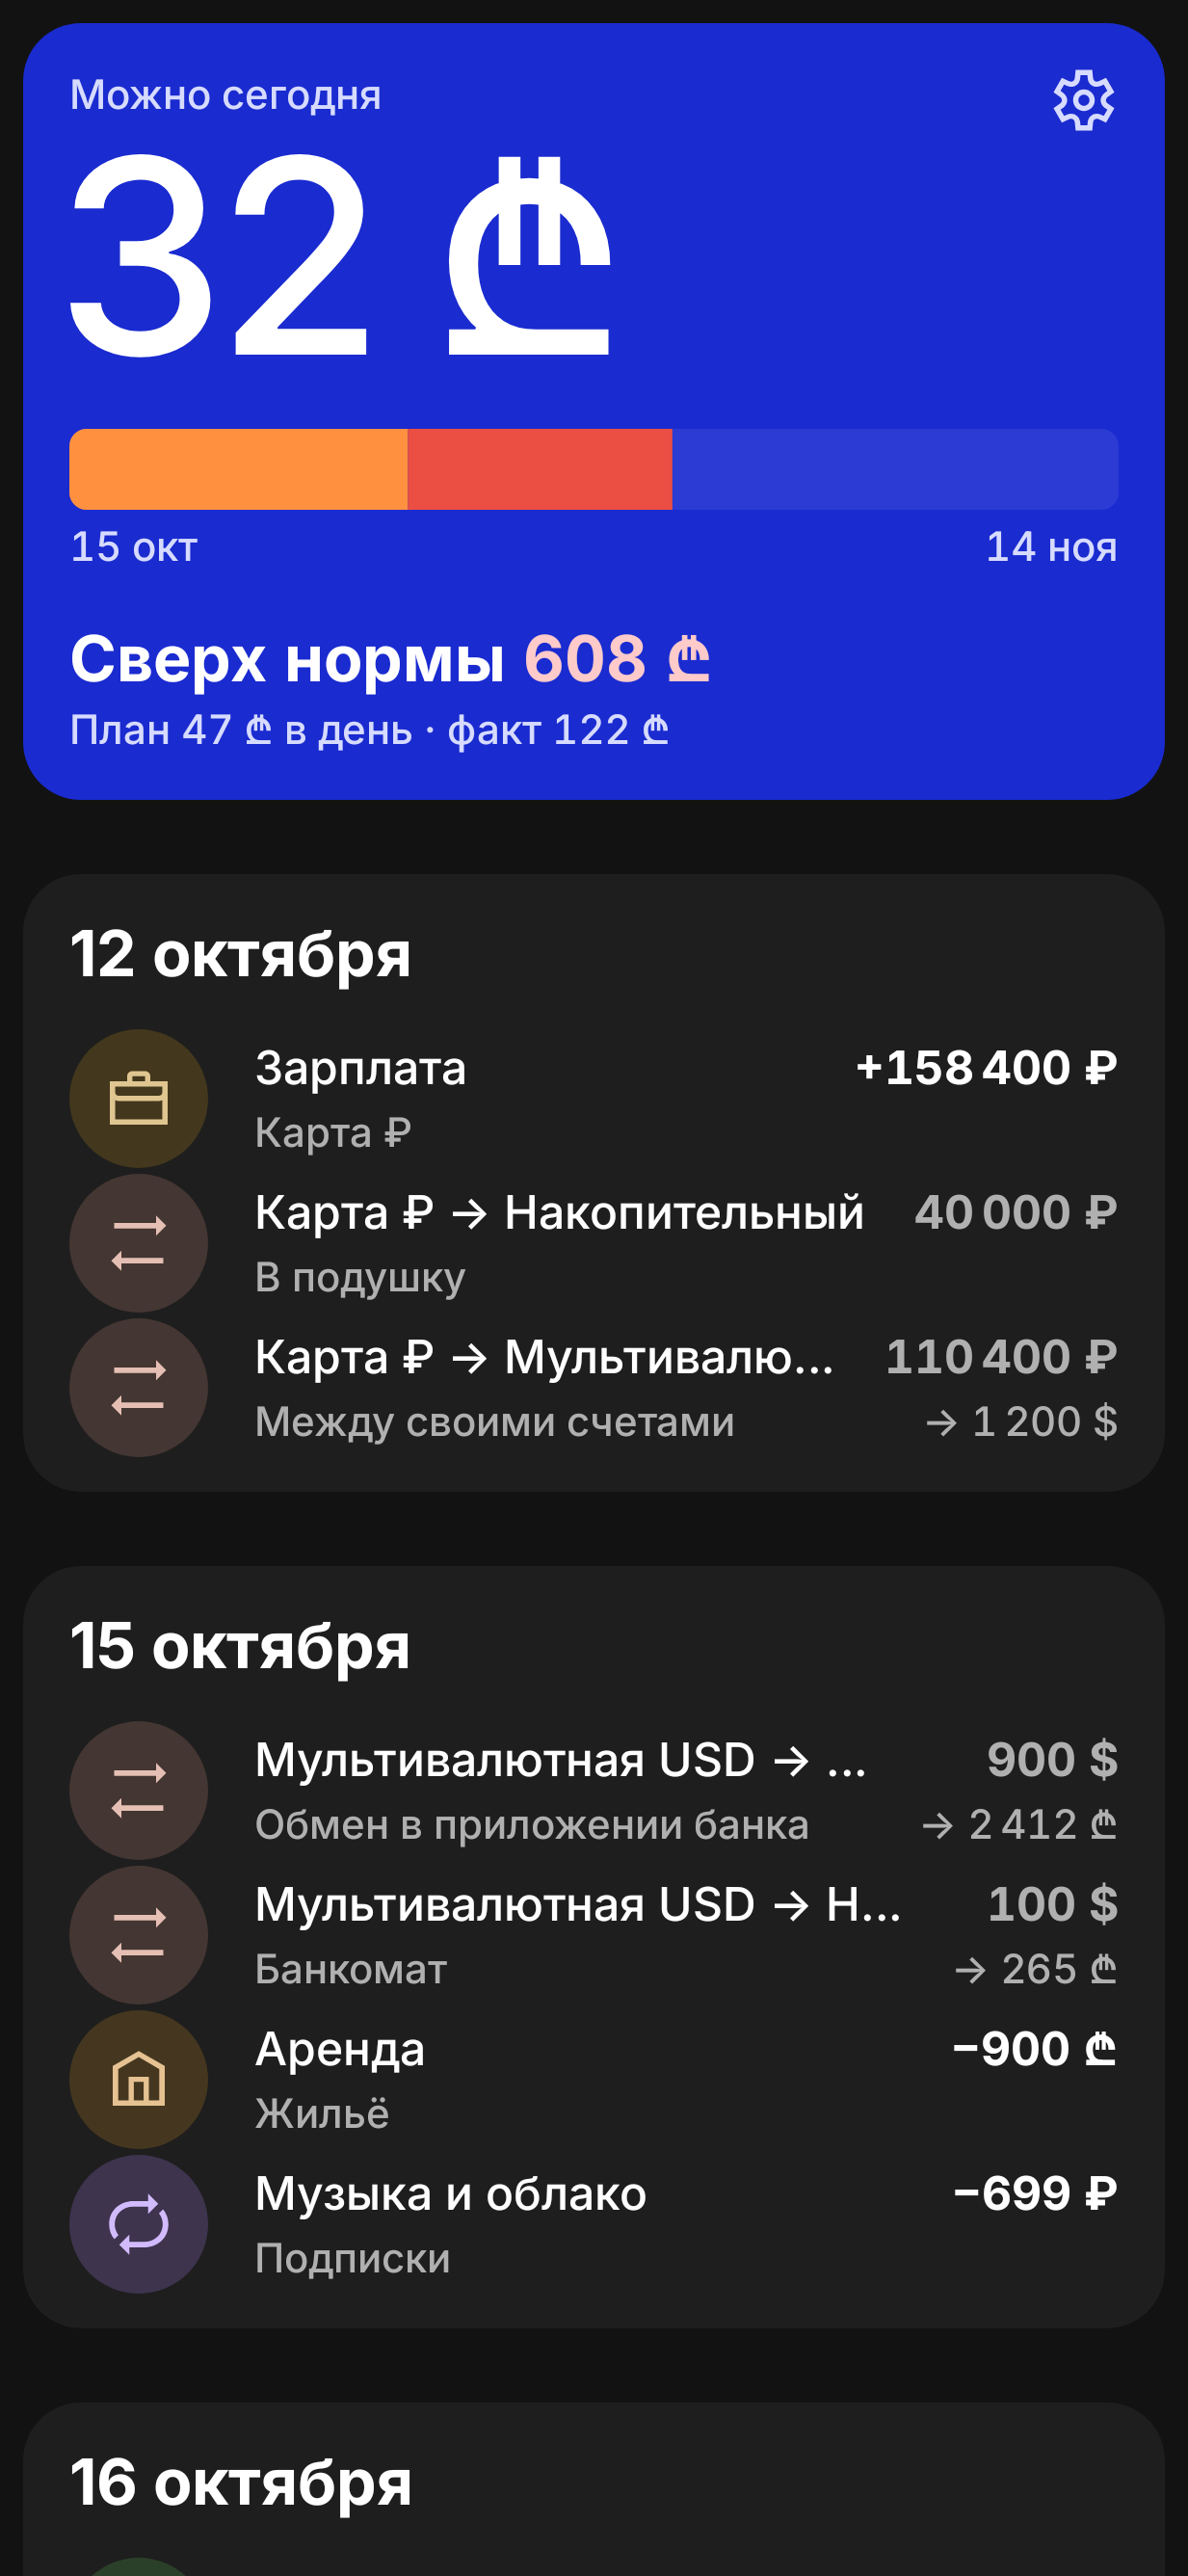 Можно сегодня
32 ₾
15 окт 14 ноя
Сверх нормы 608 ₾
План 47 ₾ в день · факт 122 ₾
12 октября
Зарплата +158 400 ₽
Карта ₽
Карта ₽ → Накопительный 40 000 ₽
В подушку
Карта ₽ → Мультивалю... 110 400 ₽
Между своими счетами → 1 200 $
15 октября
Мультивалютная USD → ... 900 $
Обмен в приложении банка → 2 412 ₾
Мультивалютная USD → Н... 100 $
Банкомат → 265 ₾
Аренда −900 ₾
Жильё
Музыка и облако −699 ₽
Подписки
16 октября